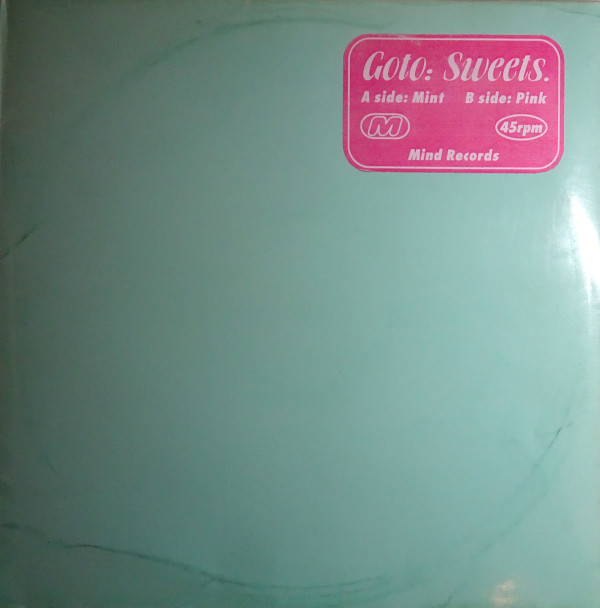 Goto: Sweets.
A side: Mint B side: Pink
M 45rpm
Mind Records